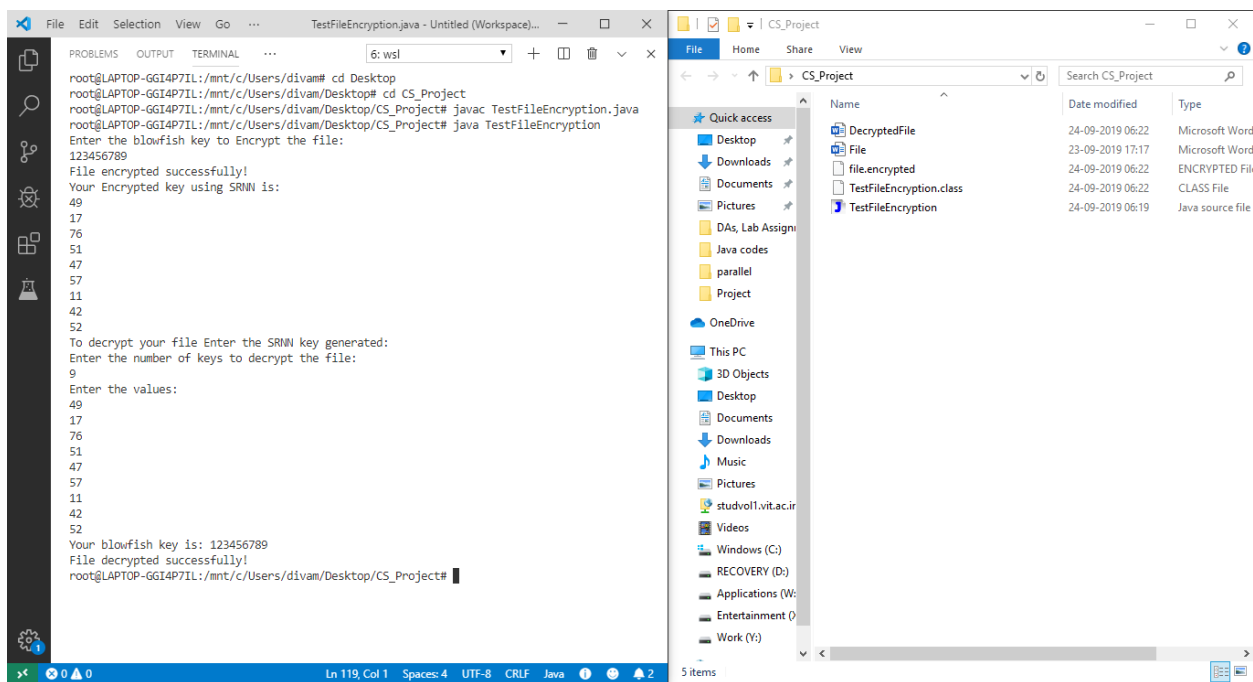 File Edit Selection View Go ··· TestFileEncryption.java - Untitled (Workspace)...
PROBLEMS OUTPUT TERMINAL ··· 6: wsl
root@LAPTOP-GGI4P7IL:/mnt/c/Users/divam# cd Desktop
root@LAPTOP-GGI4P7IL:/mnt/c/Users/divam/Desktop# cd CS_Project
root@LAPTOP-GGI4P7IL:/mnt/c/Users/divam/Desktop/CS_Project# javac TestFileEncryption.java
root@LAPTOP-GGI4P7IL:/mnt/c/Users/divam/Desktop/CS_Project# java TestFileEncryption
Enter the blowfish key to Encrypt the file:
123456789
File encrypted successfully!
Your Encrypted key using SRNN is:
49
17
76
51
47
57
11
42
52
To decrypt your file Enter the SRNN key generated:
Enter the number of keys to decrypt the file:
9
Enter the values:
49
17
76
51
47
57
11
42
52
Your blowfish key is: 123456789
File decrypted successfully!
root@LAPTOP-GGI4P7IL:/mnt/c/Users/divam/Desktop/CS_Project#
1
0 0 Ln 119, Col 1 Spaces: 4 UTF-8 CRLF Java 2
CS_Project
File Home Share View
CS_Project Search CS_Project
Name Date modified Type
DecryptedFile 24-09-2019 06:22 Microsoft Word
File 23-09-2019 17:17 Microsoft Word
file.encrypted 24-09-2019 06:22 ENCRYPTED File
TestFileEncryption.class 24-09-2019 06:22 CLASS File
TestFileEncryption 24-09-2019 06:19 Java source file
Quick access
Desktop
Downloads
Documents
Pictures
DAs, Lab Assign
Java codes
parallel
Project
OneDrive
This PC
3D Objects
Desktop
Documents
Downloads
Music
Pictures
studvol1.vit.ac.ir
Videos
Windows (C:)
RECOVERY (D:)
Applications (W:
Entertainment (
Work (Y:)
5 items